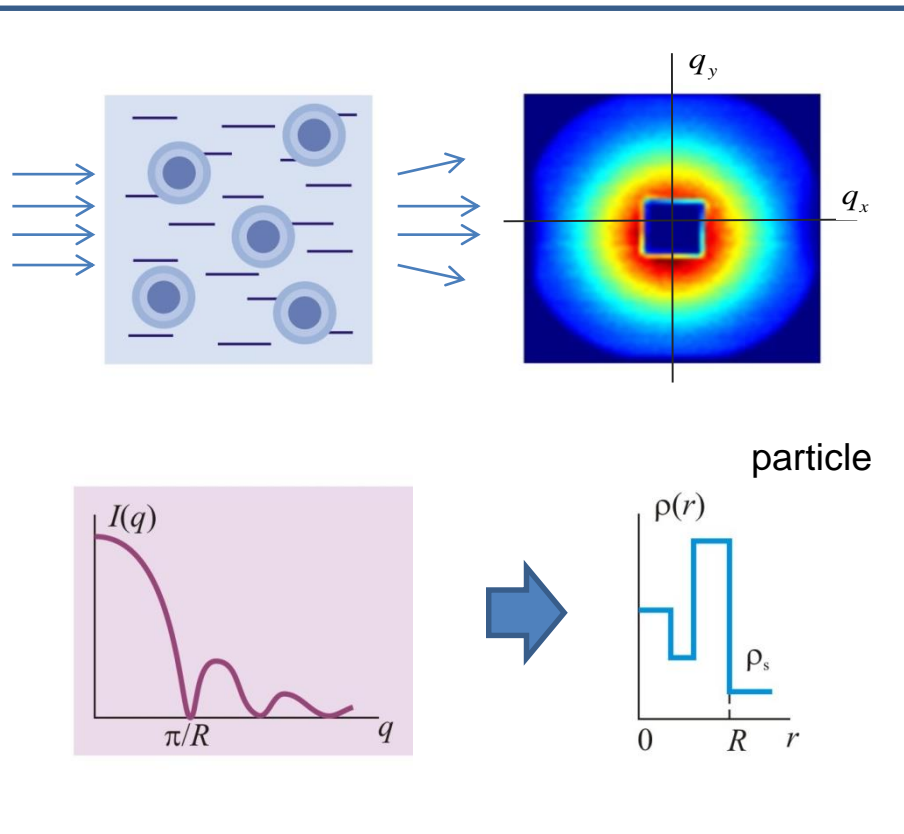 q_y
q_x
particle
I(q)
π/R
q
ρ(r)
ρ_s
0
R
r